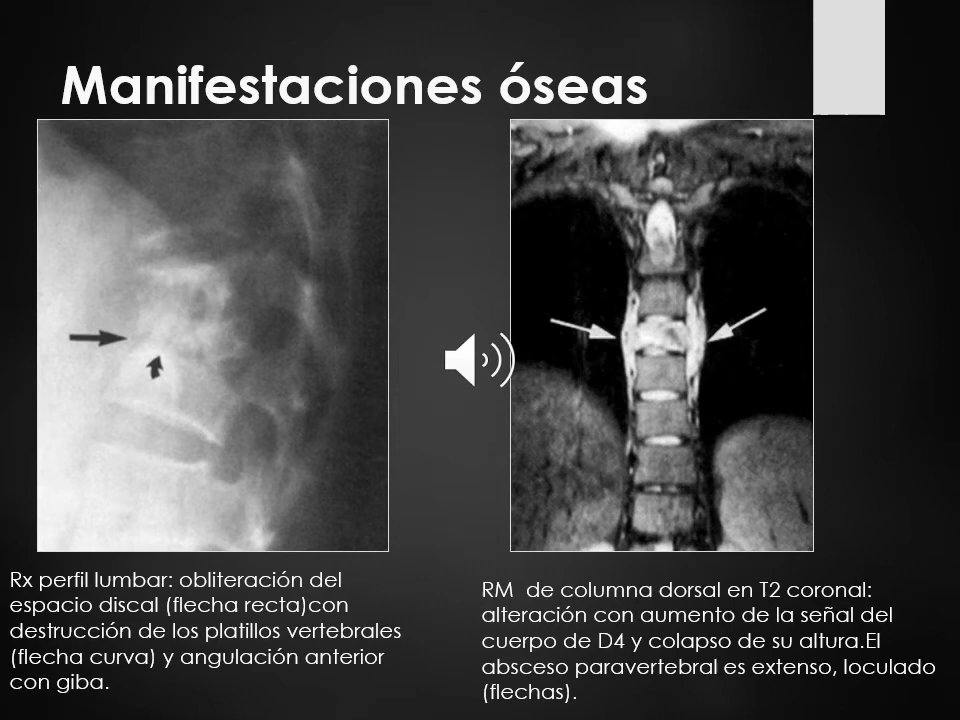 Manifestaciones óseas
Rx perfil lumbar: obliteración del
espacio discal (flecha recta)con
destrucción de los platillos vertebrales
(flecha curva) y angulación anterior
con giba.
RM  de columna dorsal en T2 coronal:
alteración con aumento de la señal del
cuerpo de D4 y colapso de su altura.El
absceso paravertebral es extenso, loculado
(flechas).